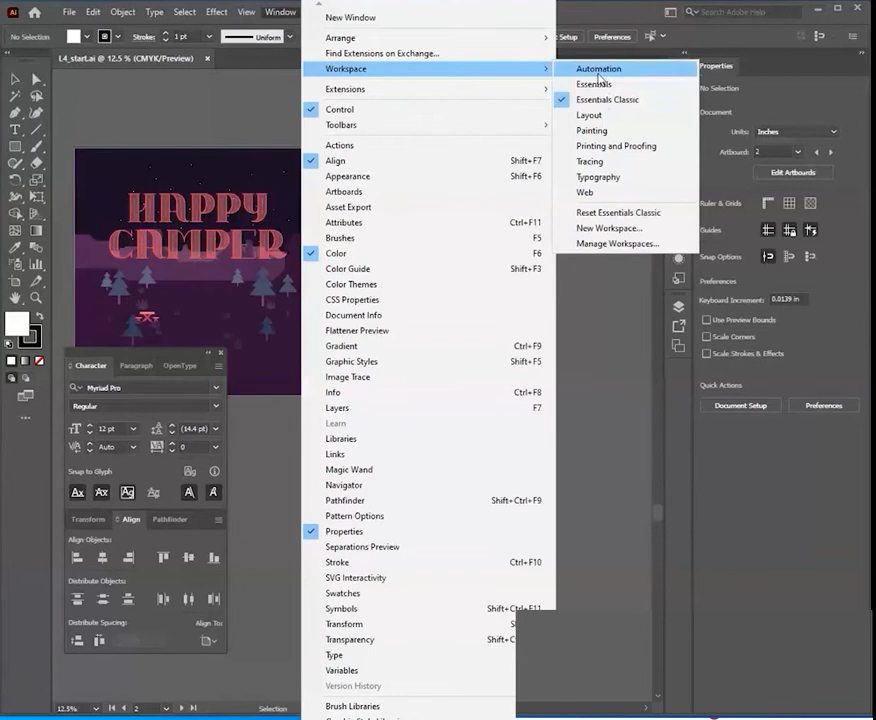 Ai File Edit Object Type Select Effect View Window
Search Adobe Help
No Selection Stroke: 1 pt Uniform Setup Preferences
L4_start.ai @ 12.5 % (CMYK/Preview) ×
HAPPY
CAMPER
Character Paragraph OpenType
Myriad Pro
Regular
12 pt (14.4 pt)
Auto 0
Snap to Glyph
Transform Align Pathfinder
Align Objects:
Distribute Objects:
Distribute Spacing: Align To:
12.5% 2 Selection
New Window
Arrange
Find Extensions on Exchange...
Workspace
Extensions
Control
Toolbars
Actions
Align Shift+F7
Appearance Shift+F6
Artboards
Asset Export
Attributes Ctrl+F11
Brushes F5
Color F6
Color Guide Shift+F3
Color Themes
CSS Properties
Document Info
Flattener Preview
Gradient Ctrl+F9
Graphic Styles Shift+F5
Image Trace
Info Ctrl+F8
Layers F7
Learn
Libraries
Links
Magic Wand
Navigator
Pathfinder Shift+Ctrl+F9
Pattern Options
Properties
Separations Preview
Stroke Ctrl+F10
SVG Interactivity
Swatches
Symbols Shift+Ctrl+F11
Transform
Transparency
Type
Variables
Version History
Brush Libraries
Automation
Essentials
Essentials Classic
Layout
Painting
Printing and Proofing
Tracing
Typography
Web
Reset Essentials Classic
New Workspace...
Manage Workspaces...
Properties
No Selection
Document
Units: Inches
Artboard: 2
Edit Artboards
Ruler & Grids
Guides
Snap Options
Preferences
Keyboard Increment: 0.0139 in
Use Preview Bounds
Scale Corners
Scale Strokes & Effects
Quick Actions
Document Setup Preferences